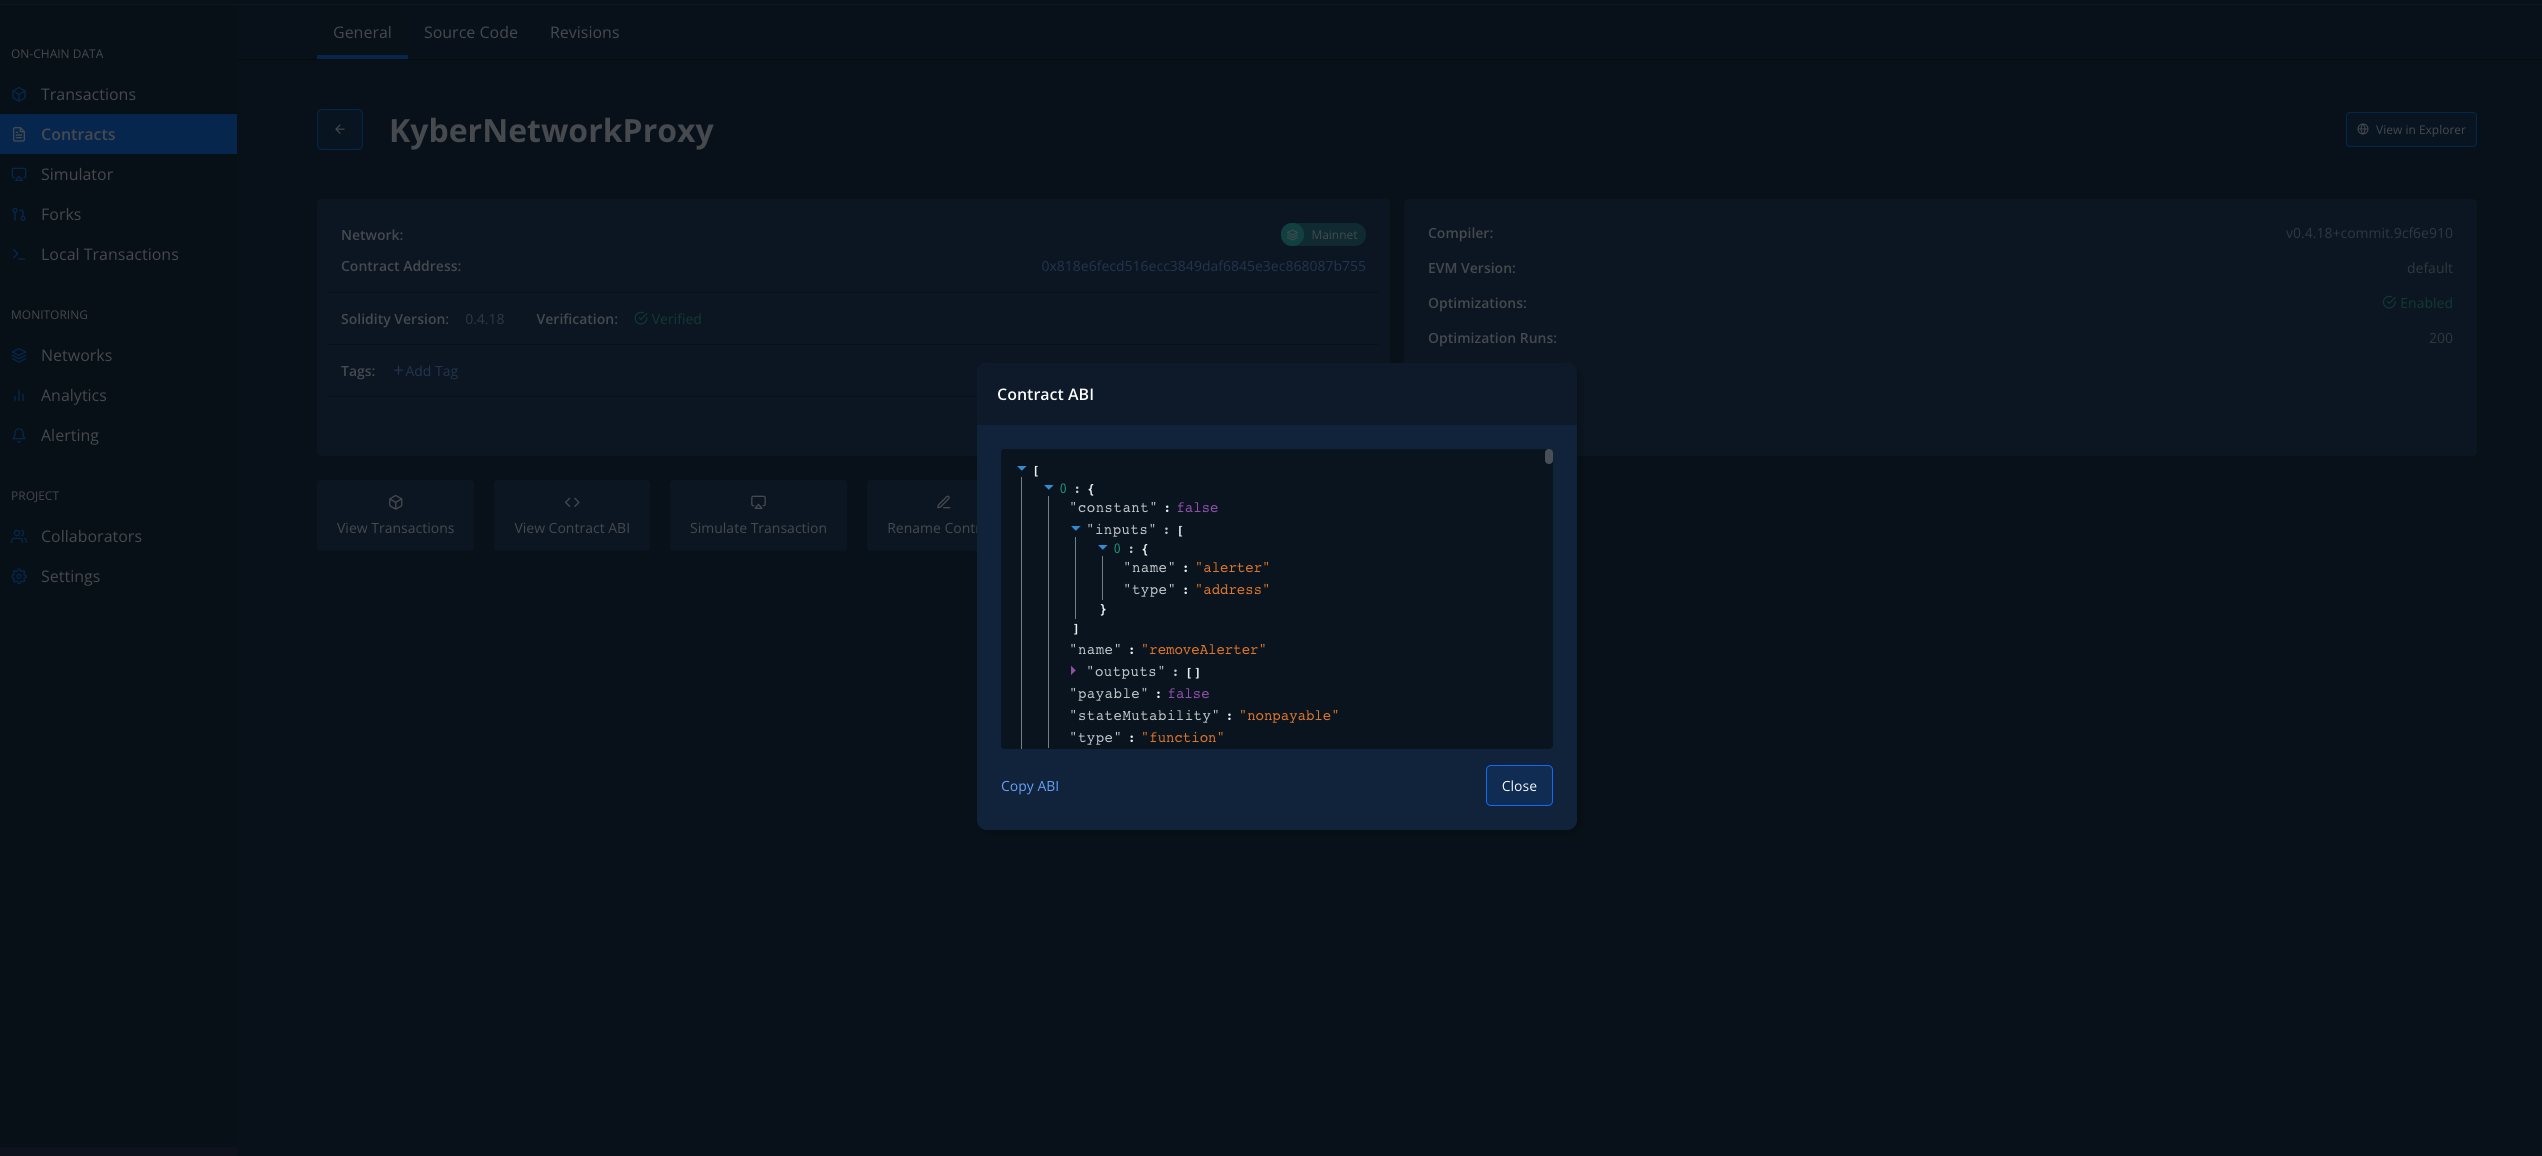 General Source Code Revisions
ON-CHAIN DATA
Transactions
Contracts
Simulator
Forks
Local Transactions
MONITORING
Networks
Analytics
Alerting
PROJECT
Collaborators
Settings
KyberNetworkProxy
View in Explorer
Network: Mainnet
Contract Address: 0x818e6fecd516ecc3849daf6845e3ec868087b755
Solidity Version: 0.4.18 Verification: Verified
Tags: +Add Tag
Compiler: v0.4.18+commit.9cf6e910
EVM Version: default
Optimizations: Enabled
Optimization Runs: 200
View Transactions
View Contract ABI
Simulate Transaction
Rename Contr
Contract ABI
[
0 : {
"constant" : false
"inputs" : [
0 : {
"name" : "alerter"
"type" : "address"
}
]
"name" : "removeAlerter"
"outputs" : []
"payable" : false
"stateMutability" : "nonpayable"
"type" : "function"
Copy ABI
Close